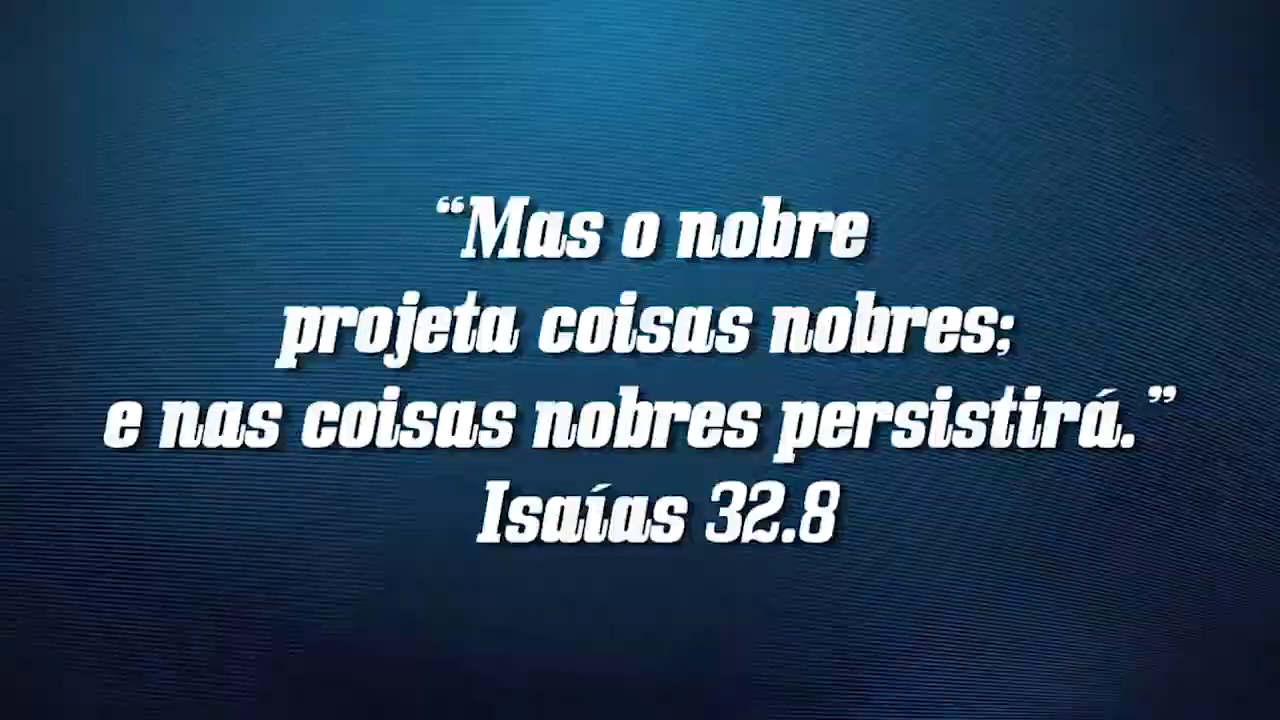 “Mas o nobre
projeta coisas nobres;
e nas coisas nobres persistirá.”
Isaías 32.8